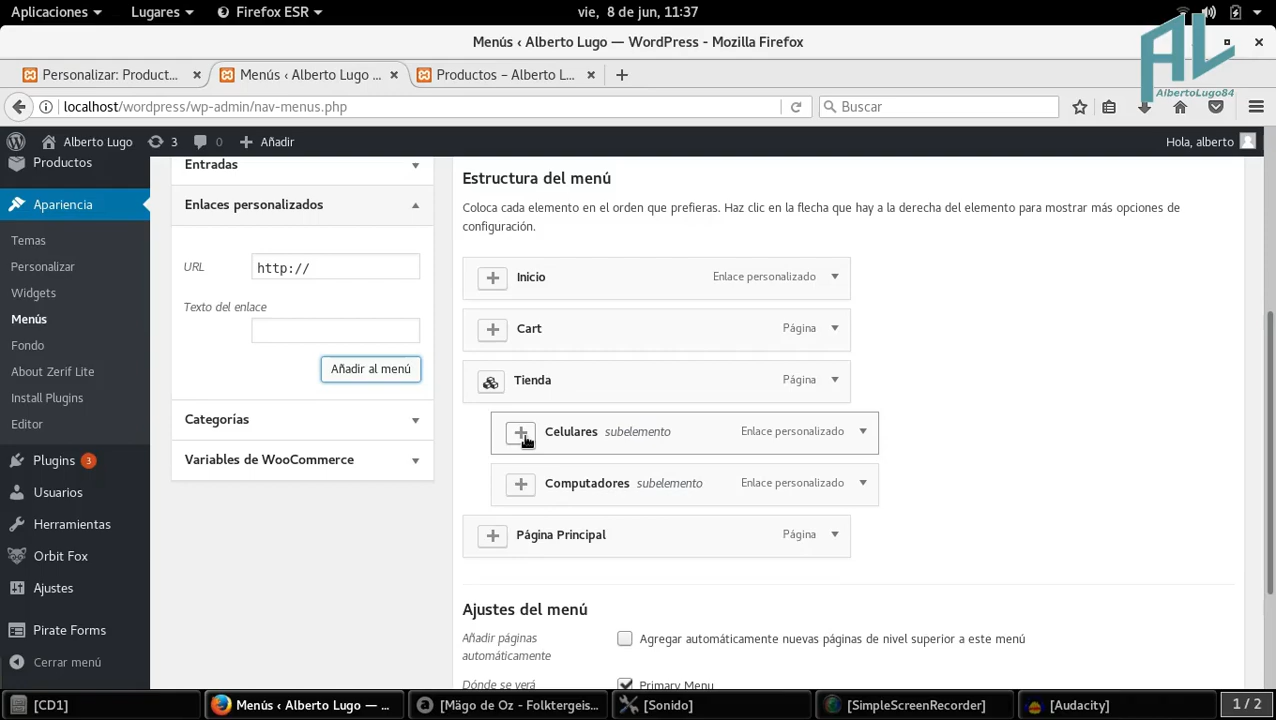 Aplicaciones Lugares Firefox ESR vie, 8 de jun, 11:37
Menús ‹ Alberto Lugo — WordPress - Mozilla Firefox
Personalizar: Product... Menús ‹ Alberto Lugo ... Productos – Alberto L...
localhost/wordpress/wp-admin/nav-menus.php Buscar
AL
AlbertoLugo84
Alberto Lugo 3 0 Añadir Hola, alberto
Productos
Apariencia
Temas
Personalizar
Widgets
Menús
Fondo
About Zerif Lite
Install Plugins
Editor
Plugins 3
Usuarios
Herramientas
Orbit Fox
Ajustes
Pirate Forms
Cerrar menú
Entradas
Enlaces personalizados
URL http://
Texto del enlace
Añadir al menú
Categorías
Variables de WooCommerce
Estructura del menú
Coloca cada elemento en el orden que prefieras. Haz clic en la flecha que hay a la derecha del elemento para mostrar más opciones de
configuración.
Inicio Enlace personalizado
Cart Página
Tienda Página
Celulares subelemento Enlace personalizado
Computadores subelemento Enlace personalizado
Página Principal Página
Ajustes del menú
Añadir páginas
automáticamente
Agregar automáticamente nuevas páginas de nivel superior a este menú
Dónde se verá Primary Menu
[CD1] Menús ‹ Alberto Lugo — ... [Mägo de Oz - Folktergeis... [Sonido] [SimpleScreenRecorder] [Audacity] 1 / 2